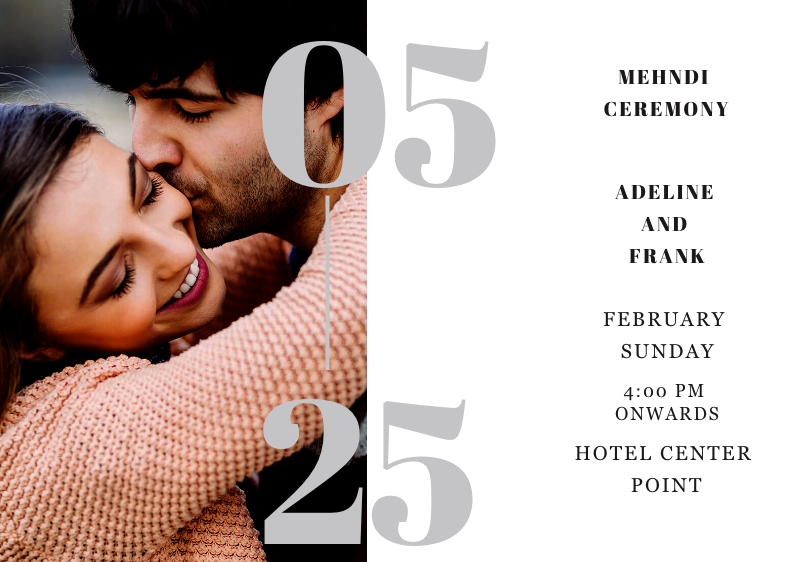 05
25
MEHNDI
CEREMONY
ADELINE
AND
FRANK
FEBRUARY
SUNDAY
4:00 PM
ONWARDS
HOTEL CENTER
POINT